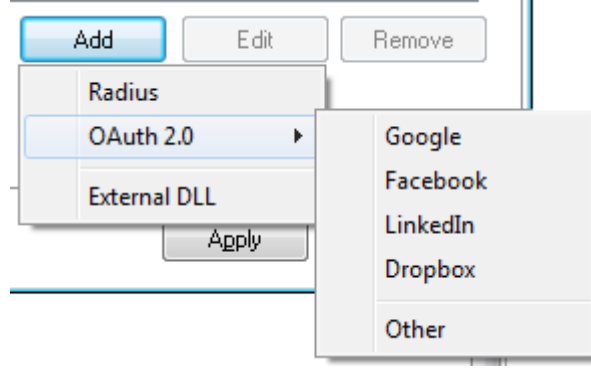 Add Edit Remove
Radius
OAuth 2.0
External DLL
Google
Facebook
LinkedIn
Dropbox
Other
Apply